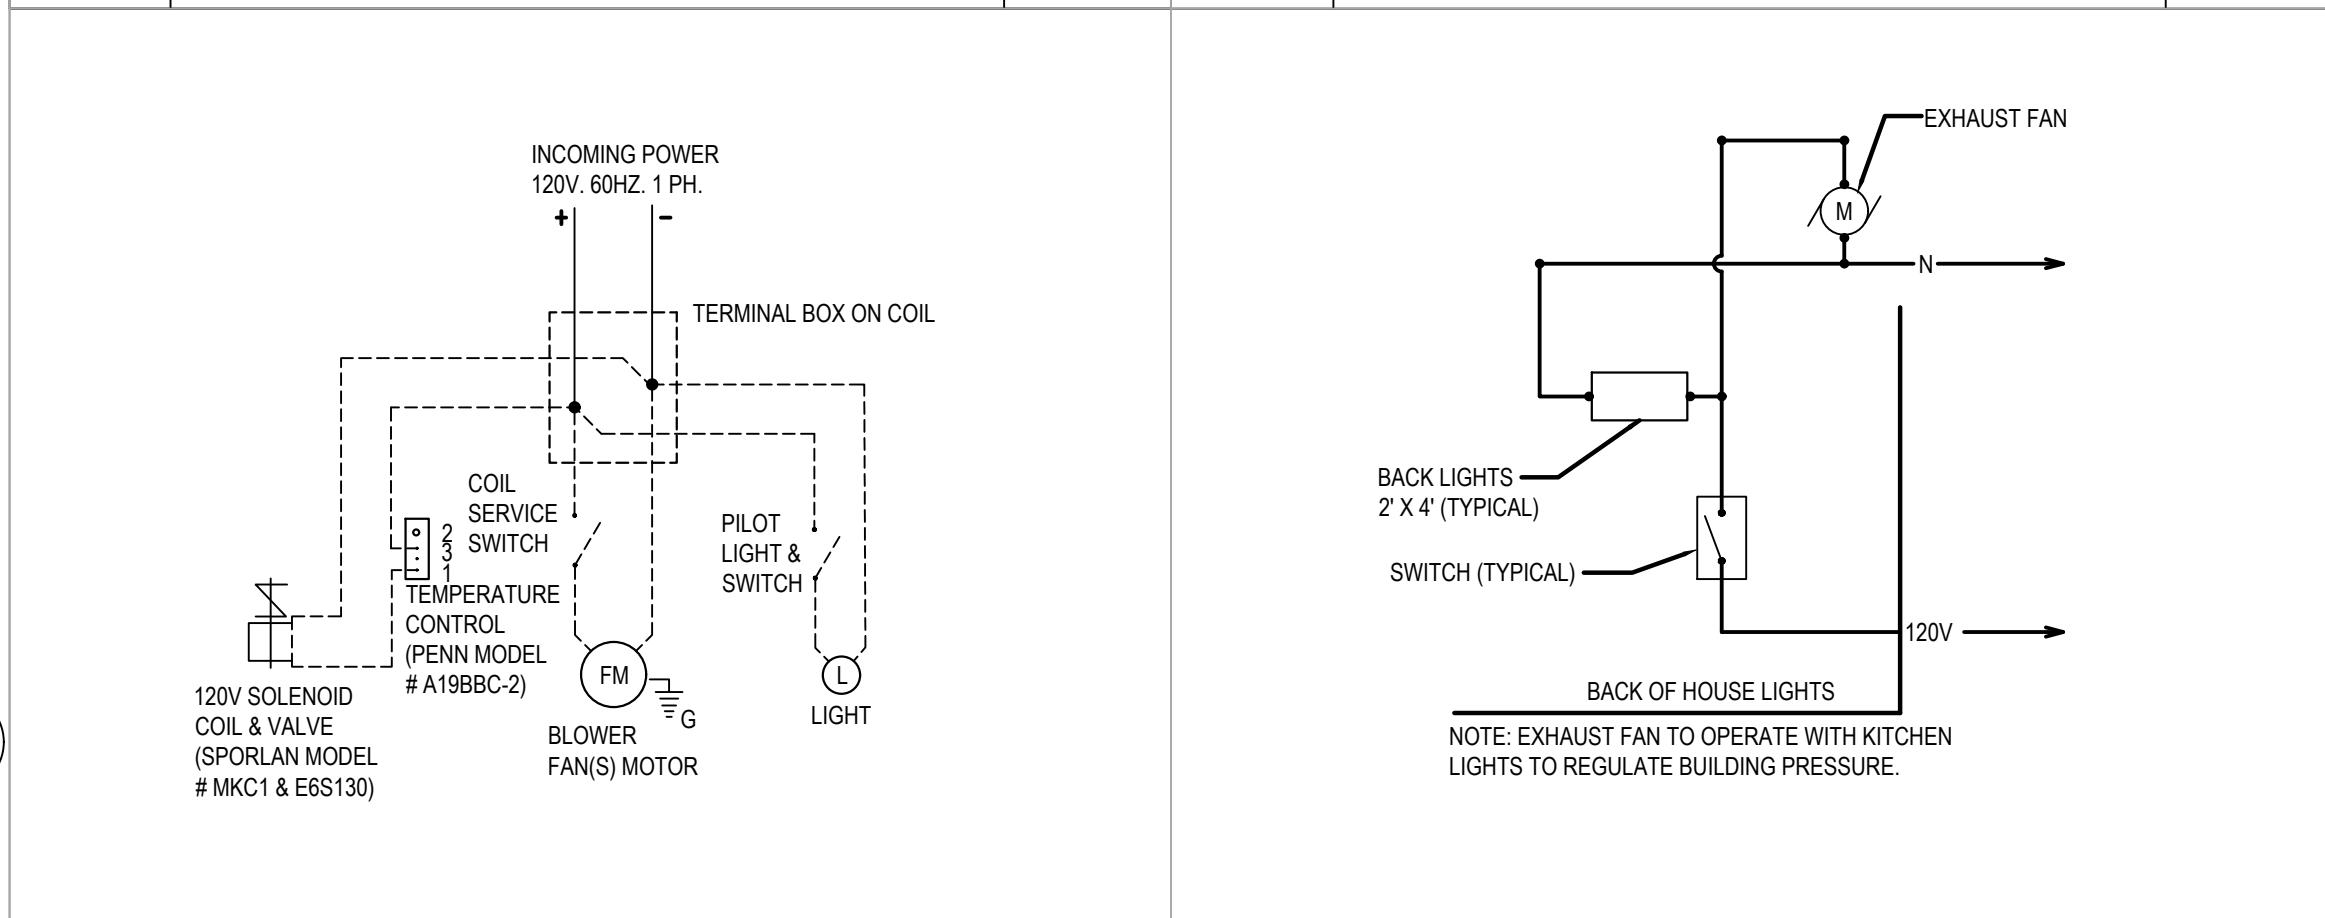 INCOMING POWER
120V. 60HZ. 1 PH.
+ -
TERMINAL BOX ON COIL
COIL
SERVICE
SWITCH
2
3
1
TEMPERATURE
CONTROL
(PENN MODEL
# A19BBC-2)
PILOT
LIGHT &
SWITCH
FM
G
L
LIGHT
BLOWER
FAN(S) MOTOR
120V SOLENOID
COIL & VALVE
(SPORLAN MODEL
# MKC1 & E6S130)
EXHAUST FAN
M
N
BACK LIGHTS
2' X 4' (TYPICAL)
SWITCH (TYPICAL)
120V
BACK OF HOUSE LIGHTS
NOTE: EXHAUST FAN TO OPERATE WITH KITCHEN
LIGHTS TO REGULATE BUILDING PRESSURE.